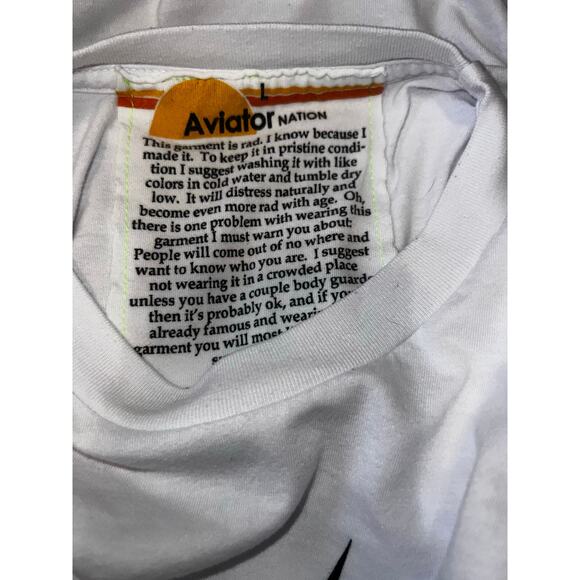 L
Aviator NATION
This garment is rad. I know because I
made it. To keep it in pristine condi-
tion I suggest washing it with like
colors in cold water and tumble dry
low. It will distress naturally and
become even more rad with age. Oh,
there is one problem with wearing this
garment I must warn you about;
People will come out of no where and
want to know who you are. I suggest
not wearing it in a crowded place
unless you have a couple body guards
then it's probably ok, and if you
already famous and
garment you will most